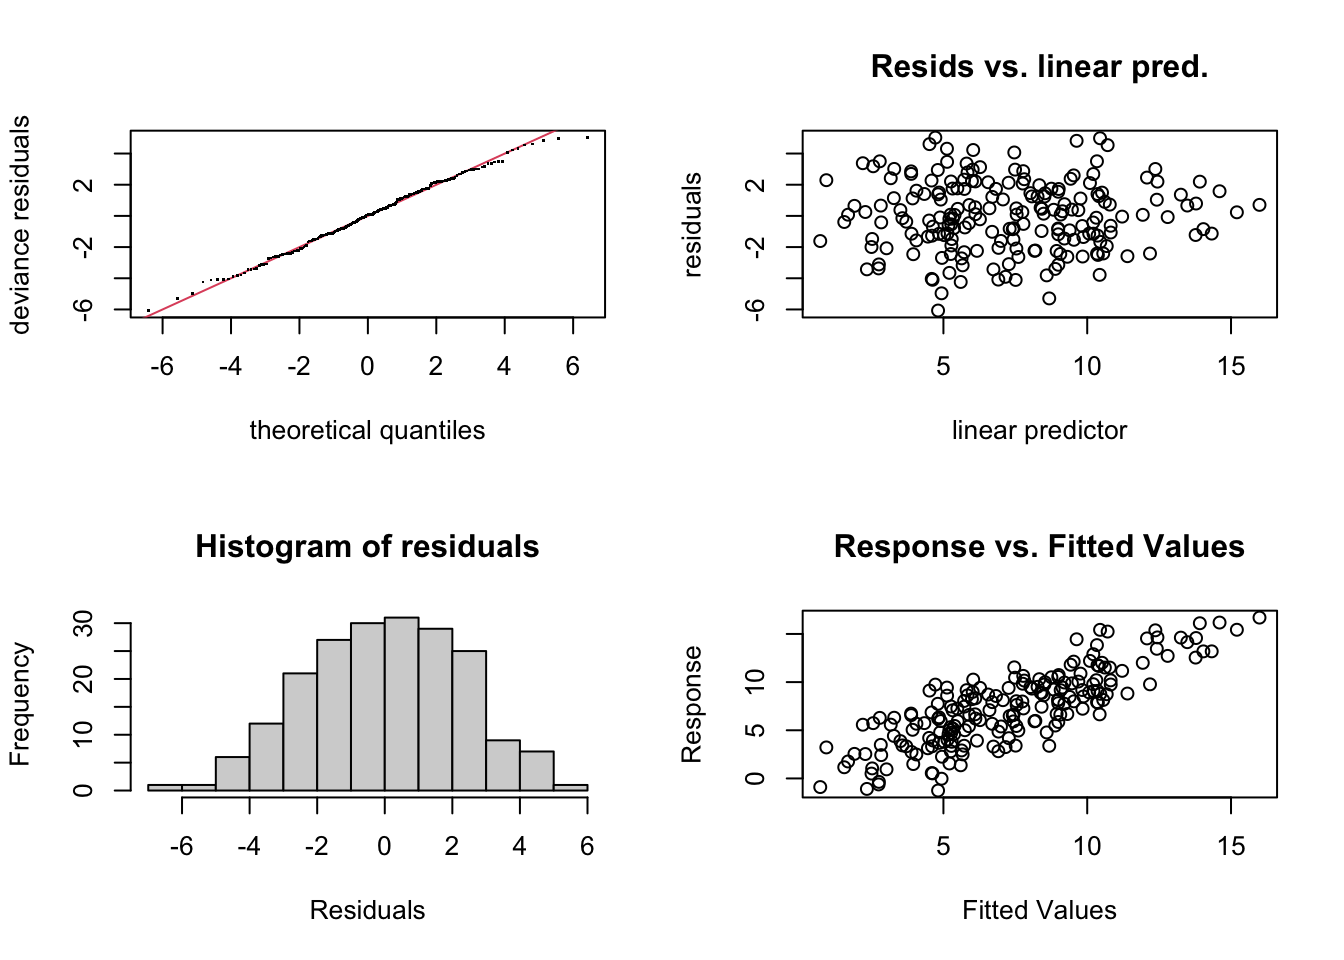 deviance residuals
2
-2
-6
-6 -4 -2 0 2 4 6
theoretical quantiles
Resids vs. linear pred.
residuals
2
-2
-6
5 10 15
linear predictor
Histogram of residuals
Frequency
30
20
10
0
-6 -4 -2 0 2 4 6
Residuals
Response vs. Fitted Values
Response
10
5
0
5 10 15
Fitted Values